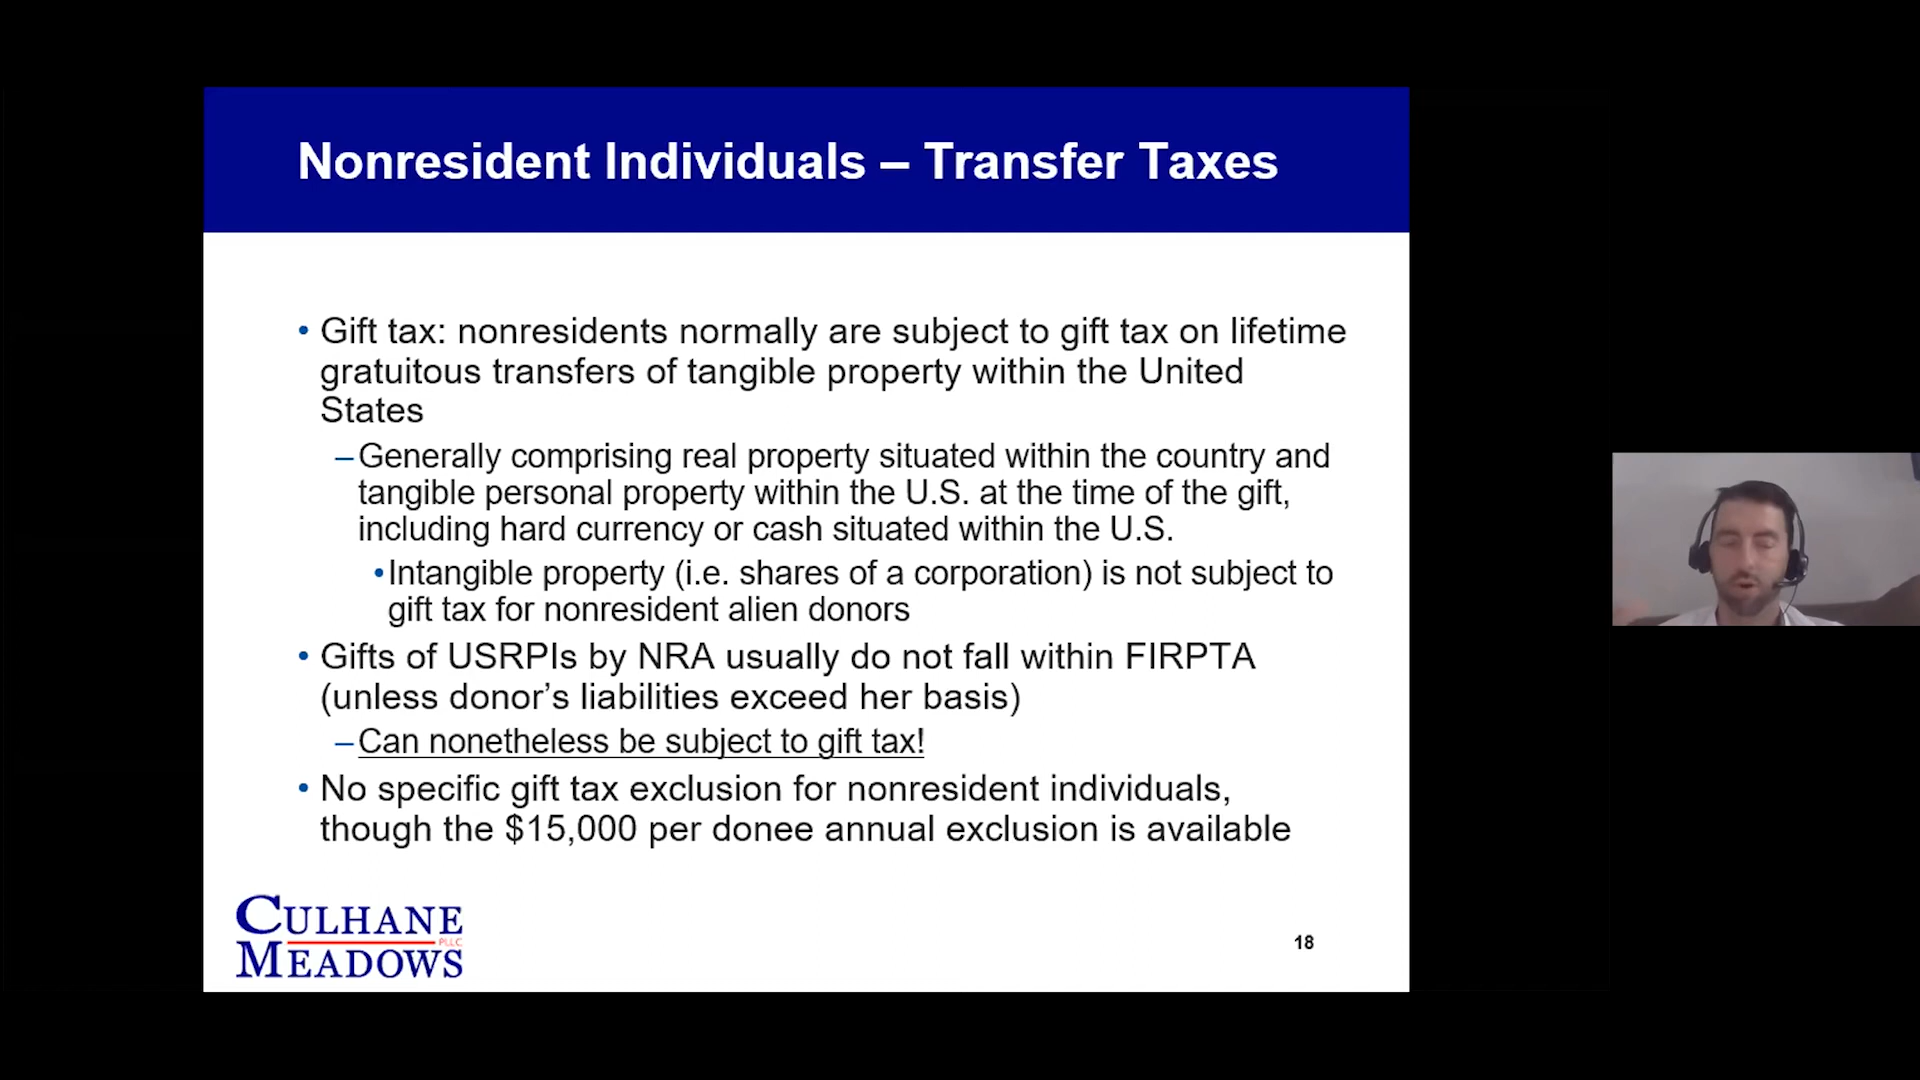 Nonresident Individuals – Transfer Taxes
• Gift tax: nonresidents normally are subject to gift tax on lifetime
gratuitous transfers of tangible property within the United
States
–Generally comprising real property situated within the country and
tangible personal property within the U.S. at the time of the gift,
including hard currency or cash situated within the U.S.
•Intangible property (i.e. shares of a corporation) is not subject to
gift tax for nonresident alien donors
• Gifts of USRPIs by NRA usually do not fall within FIRPTA
(unless donor’s liabilities exceed her basis)
–Can nonetheless be subject to gift tax!
• No specific gift tax exclusion for nonresident individuals,
though the $15,000 per donee annual exclusion is available
CULHANE
PLLC
MEADOWS
18